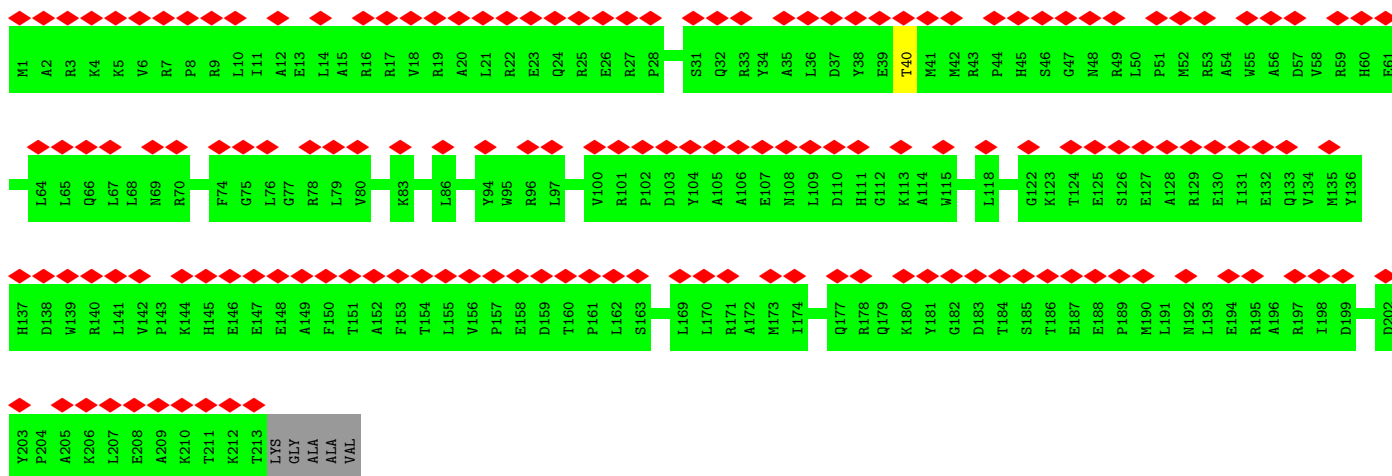 M1 A2 R3 K4 K5 V6 R7 P8 R9 L10 I11 A12 E13 L14 A15 R16 R17 V18 R19 A20 L21 R22 E23 Q24 R25 E26 R27 P28 S31 Q32 R33 Y34 A35 L36 D37 Y38 E39 T40 M41 M42 R43 P44 H45 S46 G47 N48 R49 L50 P51 M52 R53 A54 W55 A56 D57 V58 R59 H60 E61
L64 L65 Q66 L67 L68 N69 R70 F74 G75 L76 G77 R78 L79 V80 K83 L86 Y94 W95 R96 L97 V100 R101 P102 D103 Y104 A105 A106 E107 N108 L109 D110 H111 G112 K113 A114 W115 L118 G122 K123 T124 E125 S126 E127 A128 R129 E130 I131 E132 Q133 V134 M135 Y136
H137 D138 W139 R140 L141 V142 P143 K144 H145 E146 E147 E148 A149 F150 T151 A152 F153 T154 L155 V156 P157 E158 D159 T160 P161 L162 S163 L169 L170 R171 A172 M173 I174 Q177 R178 Q179 K180 Y181 G182 D183 T184 S185 T186 E187 E188 P189 M190 L191 N192 L193 E194 R195 A196 R197 I198 D199 D202
Y203 P204 A205 K206 L207 E208 A209 K210 T211 K212 T213 LYS GLY ALA ALA VAL